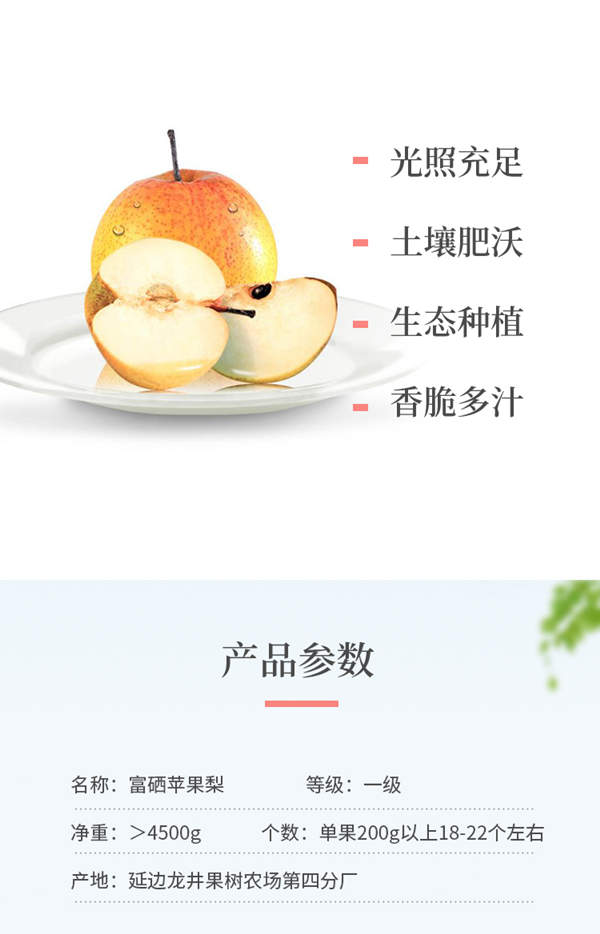 光照充足
土壤肥沃
生态种植
香脆多汁
产品参数
名称：富硒苹果梨 等级：一级
净重：＞4500g 个数：单果200g以上18-22个左右
产地：延边龙井果树农场第四分厂